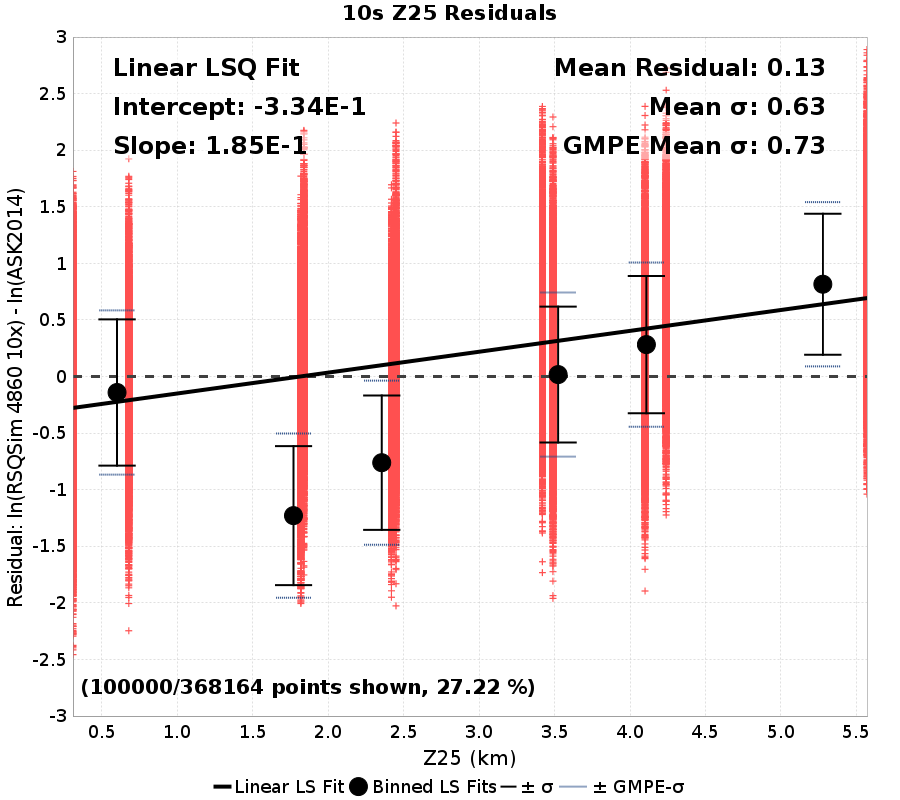 10s Z25 Residuals
Linear LSQ Fit
Intercept: -3.34E-1
Slope: 1.85E-1
Mean Residual: 0.13
Mean σ: 0.63
GMPE Mean σ: 0.73
3
2.5
2
1.5
1
0.5
0
-0.5
-1
-1.5
-2
-2.5
-3
Residual: ln(RSQSim 4860 10x) - ln(ASK2014)
(100000/368164 points shown, 27.22 %)
0.5 1.0 1.5 2.0 2.5 3.0 3.5 4.0 4.5 5.0 5.5
Z25 (km)
Linear LS Fit Binned LS Fits ± σ ± GMPE-σ